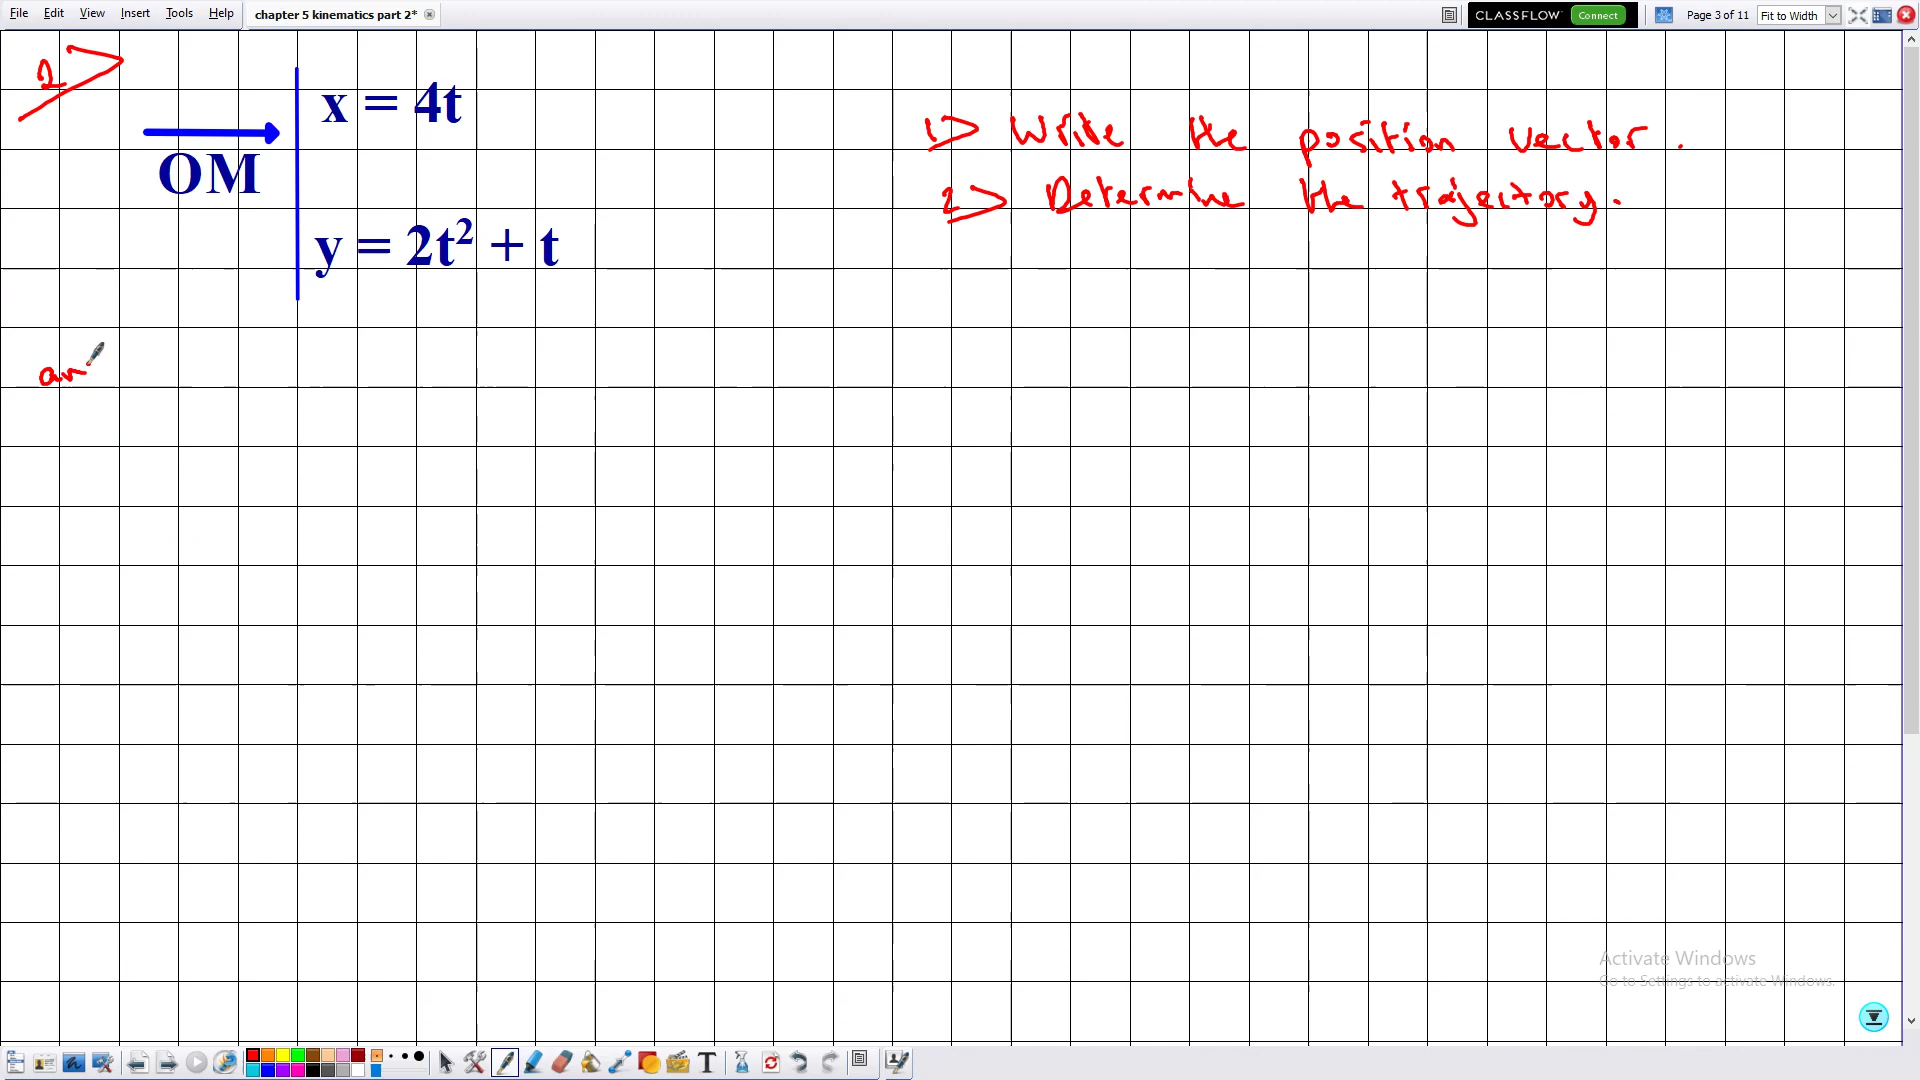 File Edit View Insert Tools Help chapter 5 kinematics part 2* CLASSFLOW Connect Page 3 of 11 Fit to Width
2
OM
x = 4t
y = 2t² + t
1> Write the position vector.
2> Determine the trajectory.
an
Activate Windows
Go to Settings to activate Windows.
T